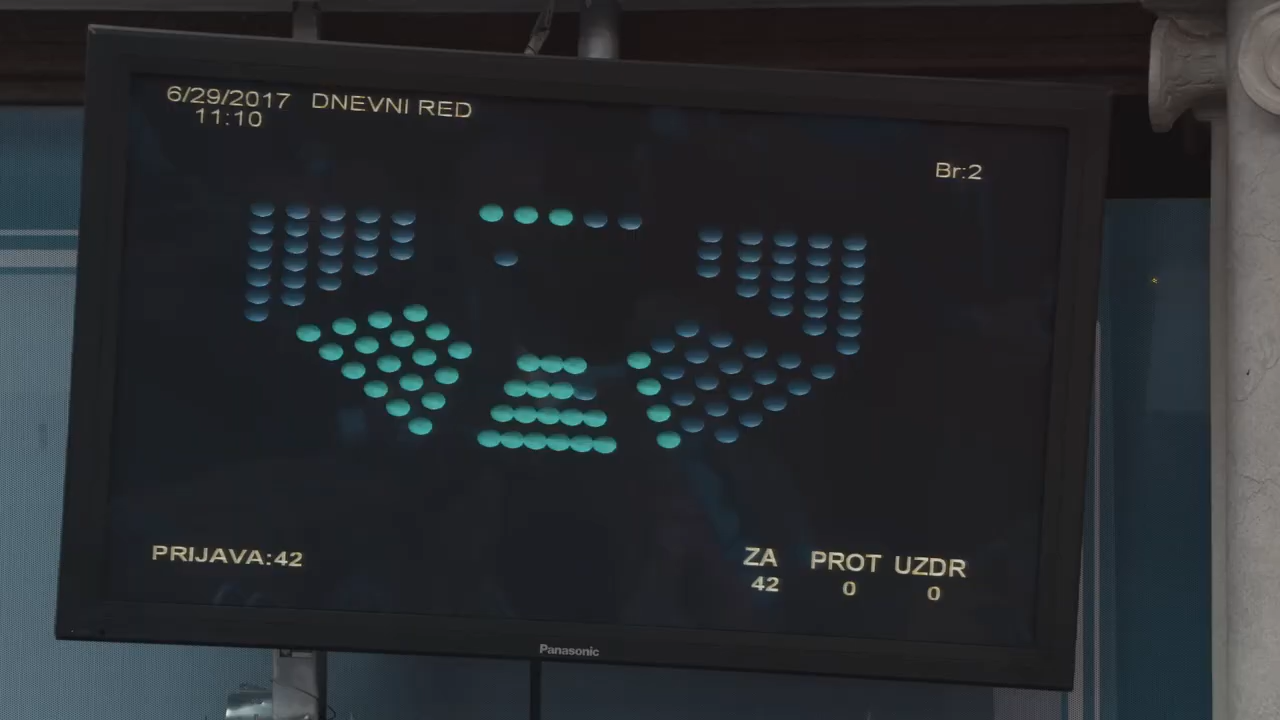 6/29/2017 DNEVNI RED
11:10
Br:2
PRIJAVA:42
ZA PROT UZDR
42 0 0
Panasonic